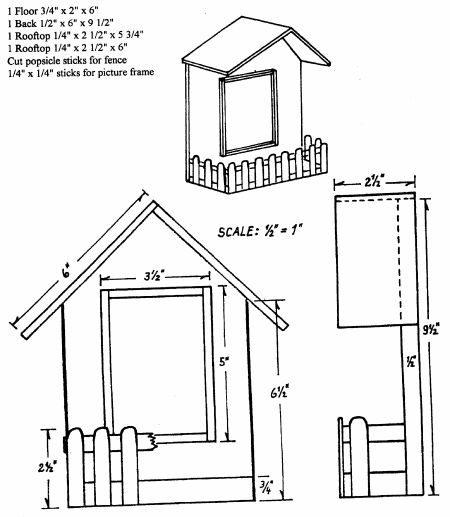 1 Floor 3/4" x 2" x 6"
1 Back 1/2" x 6" x 9 1/2"
1 Rooftop 1/4" x 2 1/2" x 5 3/4"
1 Rooftop 1/4" x 2 1/2" x 6"
Cut popsicle sticks for fence
1/4" x 1/4" sticks for picture frame
2½"
SCALE: ½" = 1"
6"
3½"
5"
6½"
9½"
½"
2½"
¾"